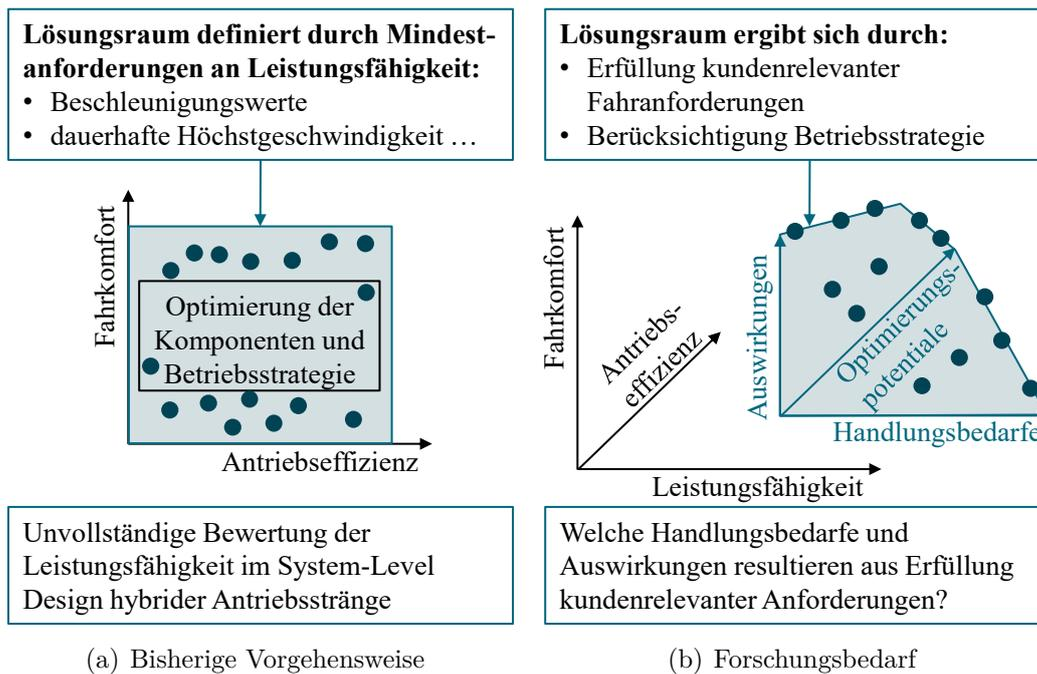 Lösungsraum definiert durch Mindest-
anforderungen an Leistungsfähigkeit:
• Beschleunigungswerte
• dauerhafte Höchstgeschwindigkeit …
Fahrkomfort
Optimierung der
Komponenten und
Betriebsstrategie
Antriebseffizienz
Unvollständige Bewertung der
Leistungsfähigkeit im System-Level
Design hybrider Antriebsstränge
(a) Bisherige Vorgehensweise
Lösungsraum ergibt sich durch:
• Erfüllung kundenrelevanter
Fahranforderungen
• Berücksichtigung Betriebsstrategie
Fahrkomfort
Antriebs-
effizienz
Leistungsfähigkeit
Auswirkungen
Optimierungs-
potentiale
Handlungsbedarfe
Welche Handlungsbedarfe und
Auswirkungen resultieren aus Erfüllung
kundenrelevanter Anforderungen?
(b) Forschungsbedarf